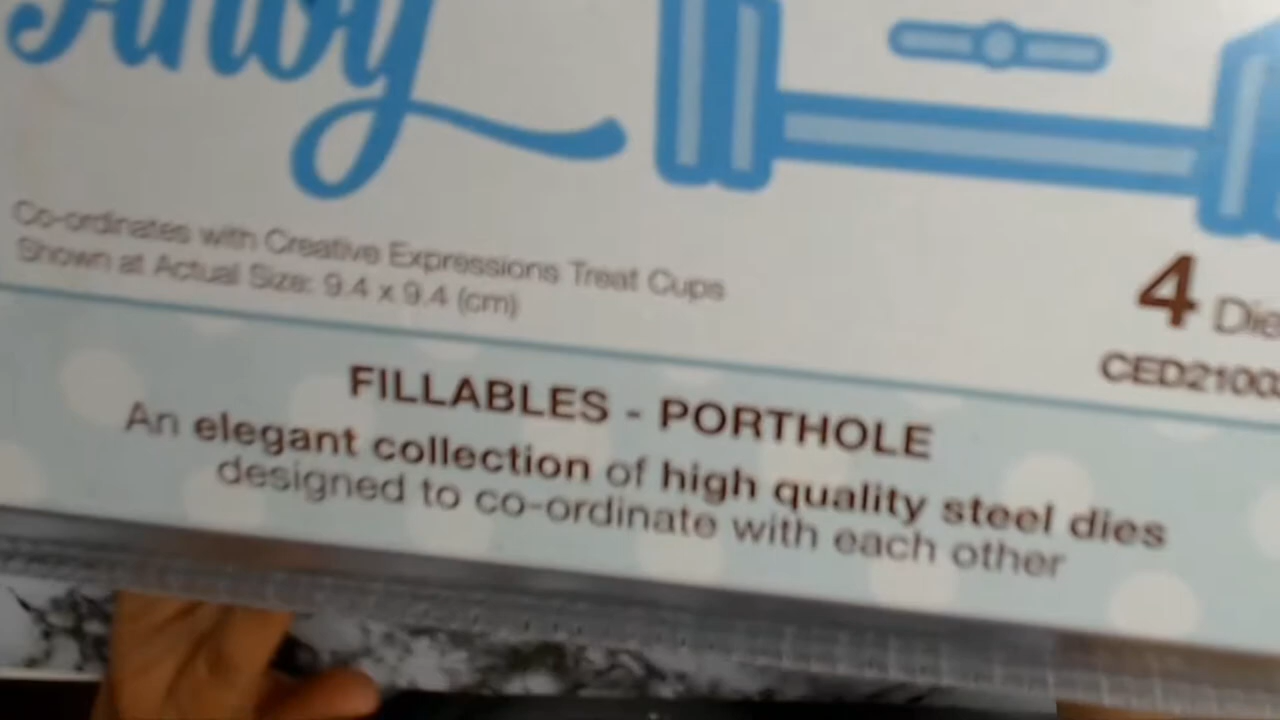 Ahoy
Co-ordinates with Creative Expressions Treat Cups
Shown at Actual Size: 9.4 x 9.4 (cm)
4
FILLABLES - PORTHOLE
An elegant collection of high quality steel dies
designed to co-ordinate with each other